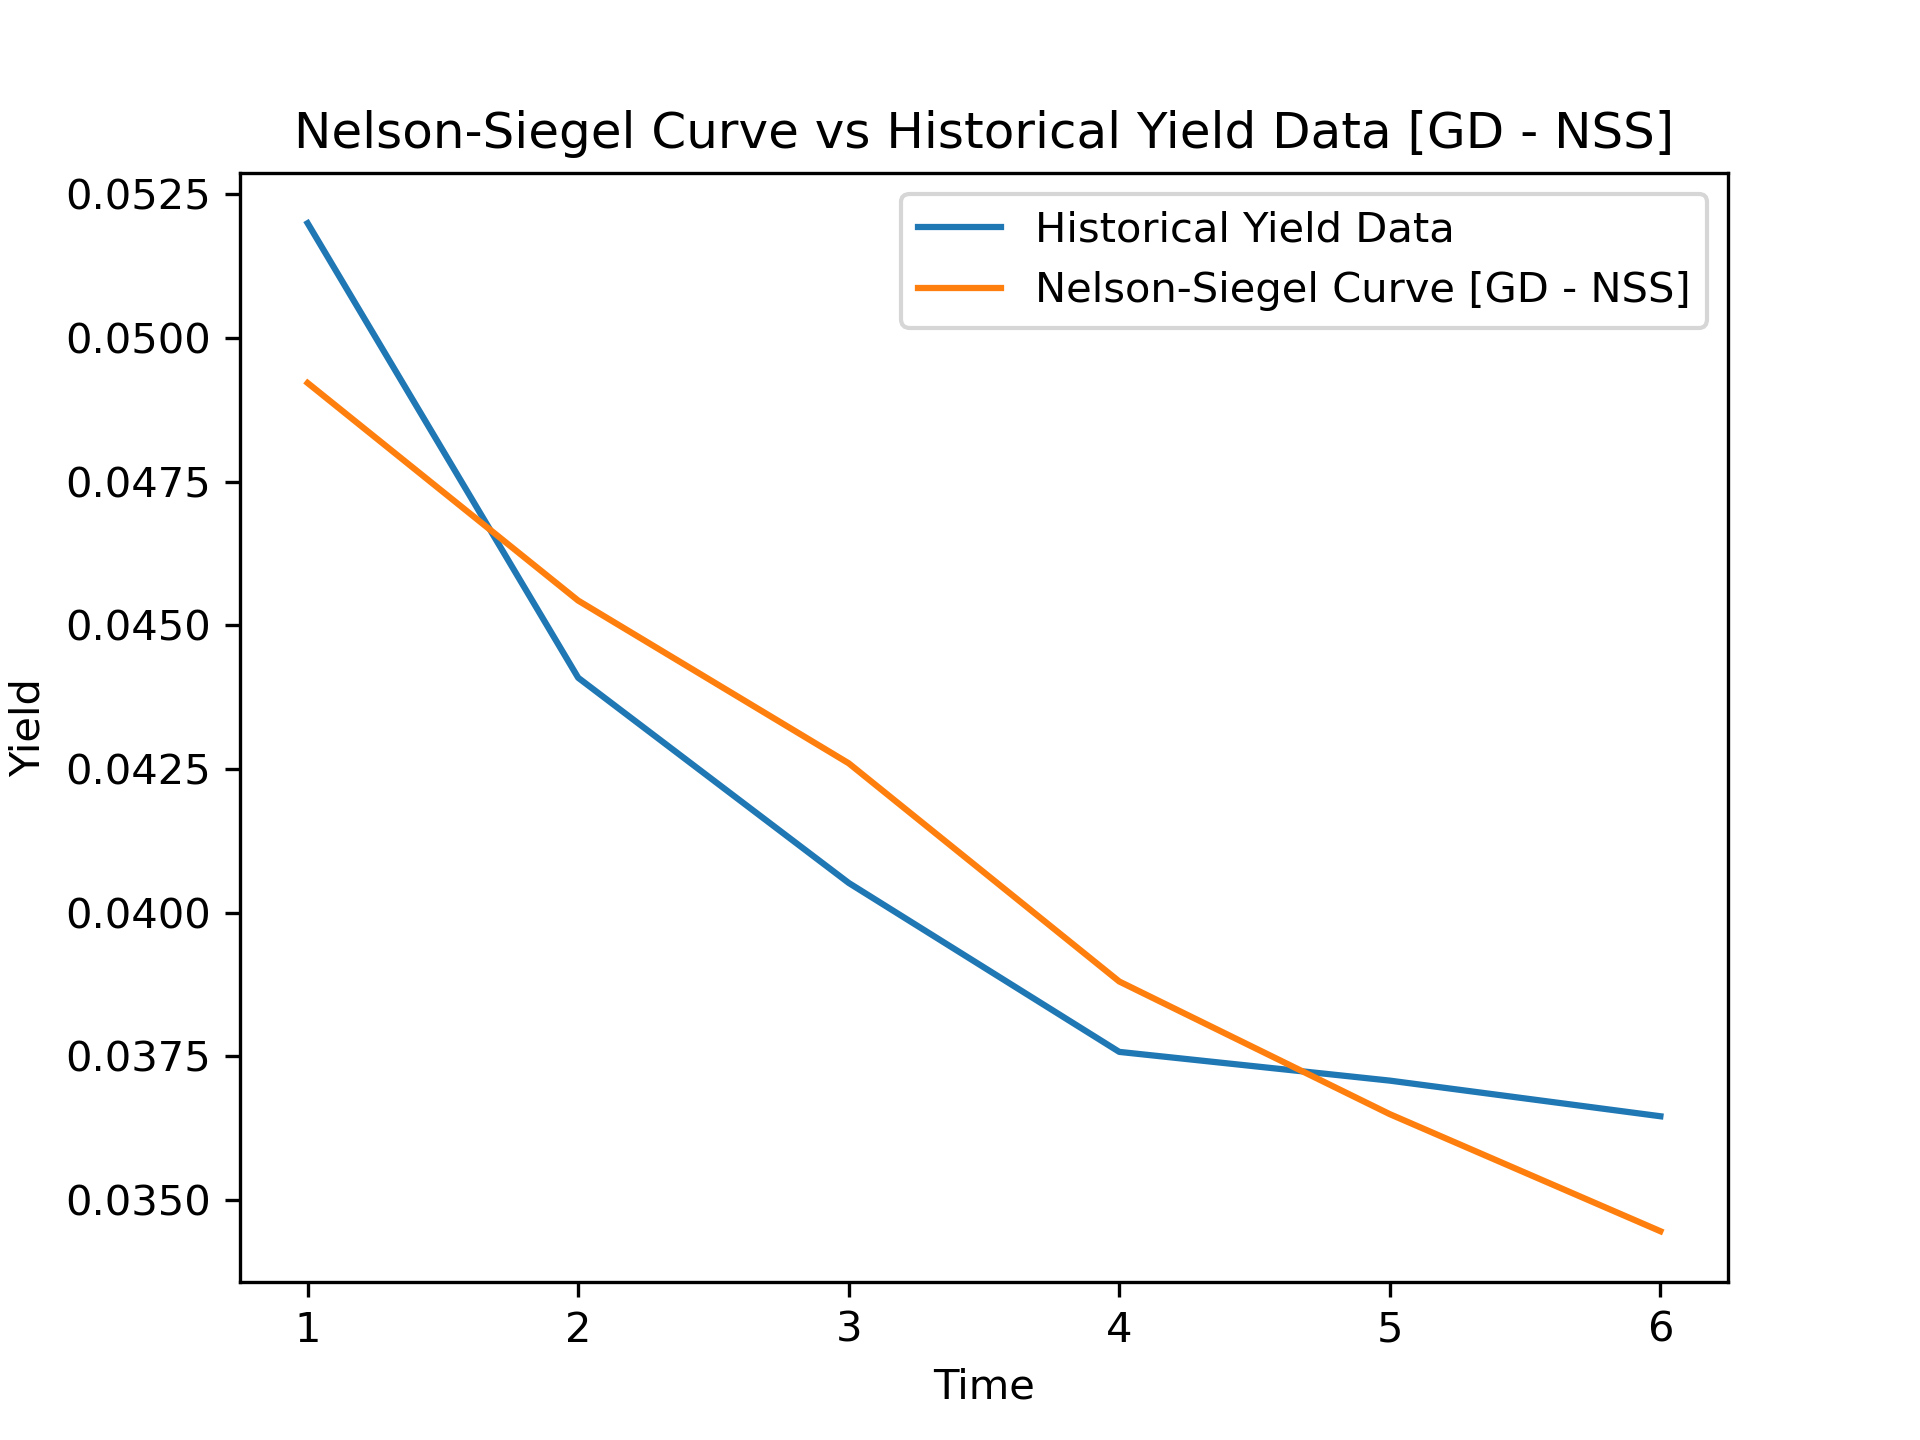 Nelson-Siegel Curve vs Historical Yield Data [GD - NSS]
Historical Yield Data
Nelson-Siegel Curve [GD - NSS]
0.0525
0.0500
0.0475
0.0450
0.0425
0.0400
0.0375
0.0350
Yield
1 2 3 4 5 6
Time